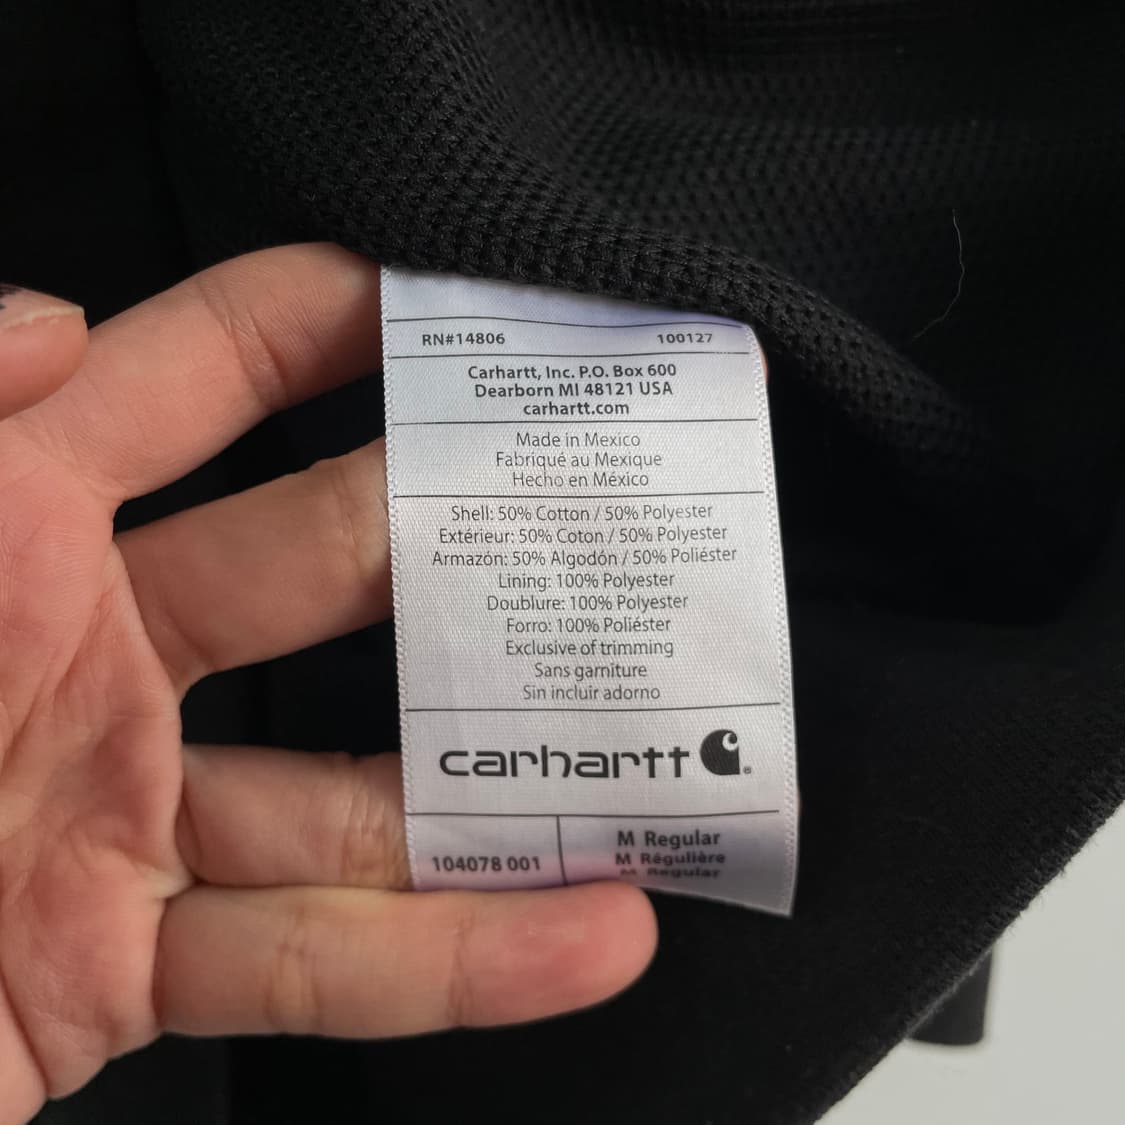 RN#14806 100127
Carhartt, Inc. P.O. Box 600
Dearborn MI 48121 USA
carhartt.com
Made in Mexico
Fabriqué au Mexique
Hecho en México
Shell: 50% Cotton / 50% Polyester
Extérieur: 50% Coton / 50% Polyester
Armazón: 50% Algodón / 50% Poliéster
Lining: 100% Polyester
Doublure: 100% Polyester
Forro: 100% Poliéster
Exclusive of trimming
Sans garniture
Sin incluir adorno
carhartt ®
104078 001
M Regular
M Régulière
M Regular